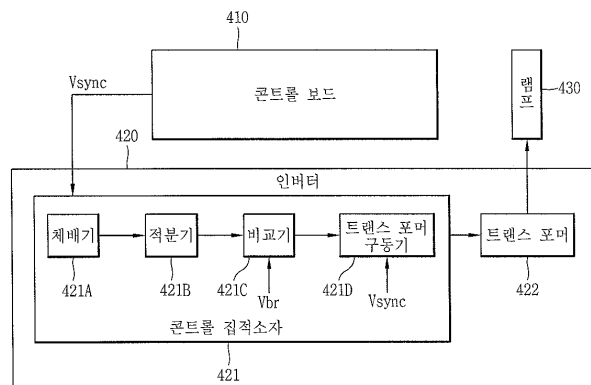 410
Vsync
콘트롤 보드
램프
430
420
인버터
체배기
적분기
비교기
트랜스 포머
구동기
트랜스 포머
421A
421B
421C
421D
422
Vbr
Vsync
콘트롤 집적소자
421